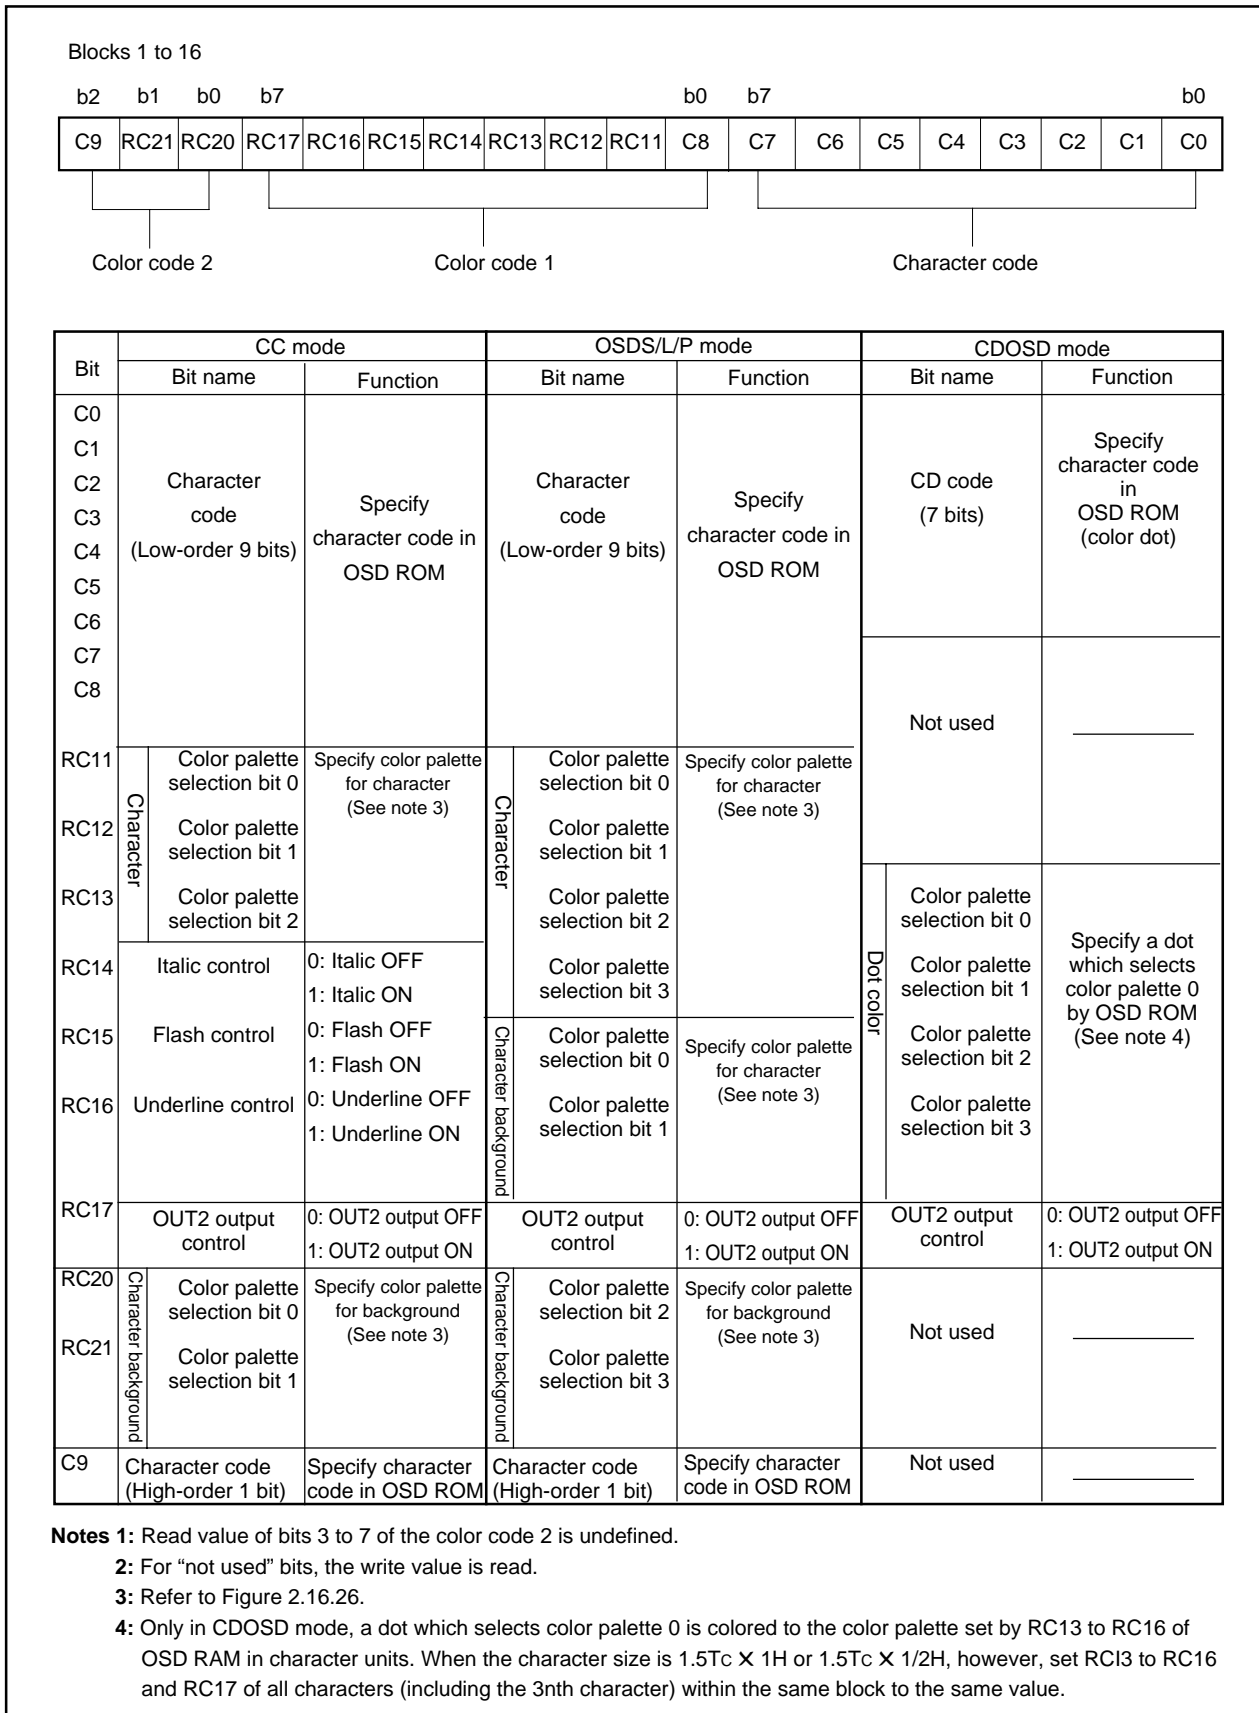 Blocks 1 to 16
b2 b1 b0 b7 b0 b7 b0
C9 RC21 RC20 RC17 RC16 RC15 RC14 RC13 RC12 RC11 C8 C7 C6 C5 C4 C3 C2 C1 C0
Color code 2 Color code 1 Character code
Bit CC mode OSDS/L/P mode CDOSD mode
Bit name Function Bit name Function Bit name Function
C0
C1
C2
C3
C4
C5
C6
C7
C8
Character
code
(Low-order 9 bits)
Specify
character code in
OSD ROM
Character
code
(Low-order 9 bits)
Specify
character code in
OSD ROM
CD code
(7 bits)
Specify
character code
in
OSD ROM
(color dot)
Not used
RC11
RC12
RC13
Character
Color palette
selection bit 0
Color palette
selection bit 1
Color palette
selection bit 2
Specify color palette
for character
(See note 3)
Character
Color palette
selection bit 0
Color palette
selection bit 1
Color palette
selection bit 2
Color palette
selection bit 3
Specify color palette
for character
(See note 3)
Dot color
Color palette
selection bit 0
Color palette
selection bit 1
Color palette
selection bit 2
Color palette
selection bit 3
Specify a dot
which selects
color palette 0
by OSD ROM
(See note 4)
RC14
Italic control
0: Italic OFF
1: Italic ON
RC15
Flash control
0: Flash OFF
1: Flash ON
RC16
Underline control
0: Underline OFF
1: Underline ON
Character background
Color palette
selection bit 0
Color palette
selection bit 1
Specify color palette
for character
(See note 3)
RC17
OUT2 output
control
0: OUT2 output OFF
1: OUT2 output ON
OUT2 output
control
0: OUT2 output OFF
1: OUT2 output ON
OUT2 output
control
0: OUT2 output OFF
1: OUT2 output ON
RC20
RC21
Character background
Color palette
selection bit 0
Color palette
selection bit 1
Specify color palette
for background
(See note 3)
Character background
Color palette
selection bit 2
Color palette
selection bit 3
Specify color palette
for background
(See note 3)
Not used
C9
Character code
(High-order 1 bit)
Specify character
code in OSD ROM
Character code
(High-order 1 bit)
Specify character
code in OSD ROM
Not used
Notes 1: Read value of bits 3 to 7 of the color code 2 is undefined.
2: For “not used” bits, the write value is read.
3: Refer to Figure 2.16.26.
4: Only in CDOSD mode, a dot which selects color palette 0 is colored to the color palette set by RC13 to RC16 of
OSD RAM in character units. When the character size is 1.5TC ✕ 1H or 1.5TC ✕ 1/2H, however, set RCI3 to RC16
and RC17 of all characters (including the 3nth character) within the same block to the same value.